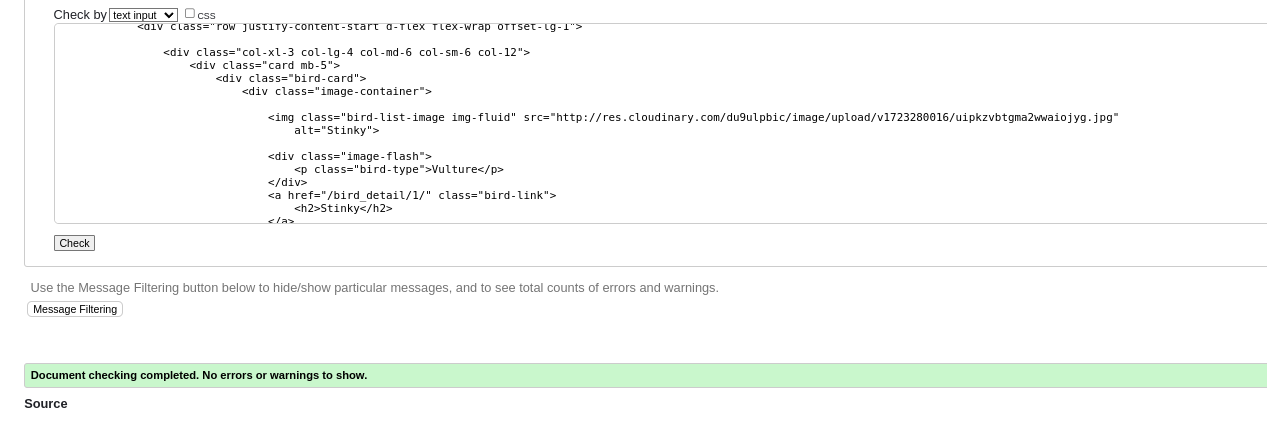 Check by text input css
<div class="row justify-content-start d-flex flex-wrap offset-lg-1">
<div class="col-xl-3 col-lg-4 col-md-6 col-sm-6 col-12">
<div class="card mb-5">
<div class="bird-card">
<div class="image-container">
<img class="bird-list-image img-fluid" src="http://res.cloudinary.com/du9ulpbic/image/upload/v1723280016/uipkzvbtgma2wwaiojyg.jpg"
alt="Stinky">
<div class="image-flash">
<p class="bird-type">Vulture</p>
</div>
<a href="/bird_detail/1/" class="bird-link">
<h2>Stinky</h2>
</a>
Check
Use the Message Filtering button below to hide/show particular messages, and to see total counts of errors and warnings.
Message Filtering
Document checking completed. No errors or warnings to show.
Source